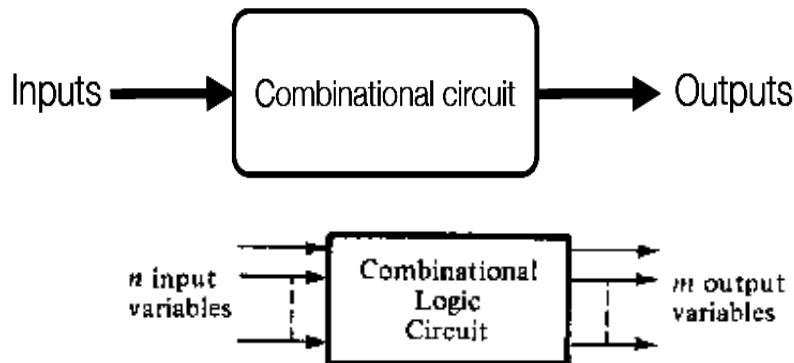 Inputs
Combinational circuit
Outputs
n input
variables
Combinational
Logic
Circuit
m output
variables